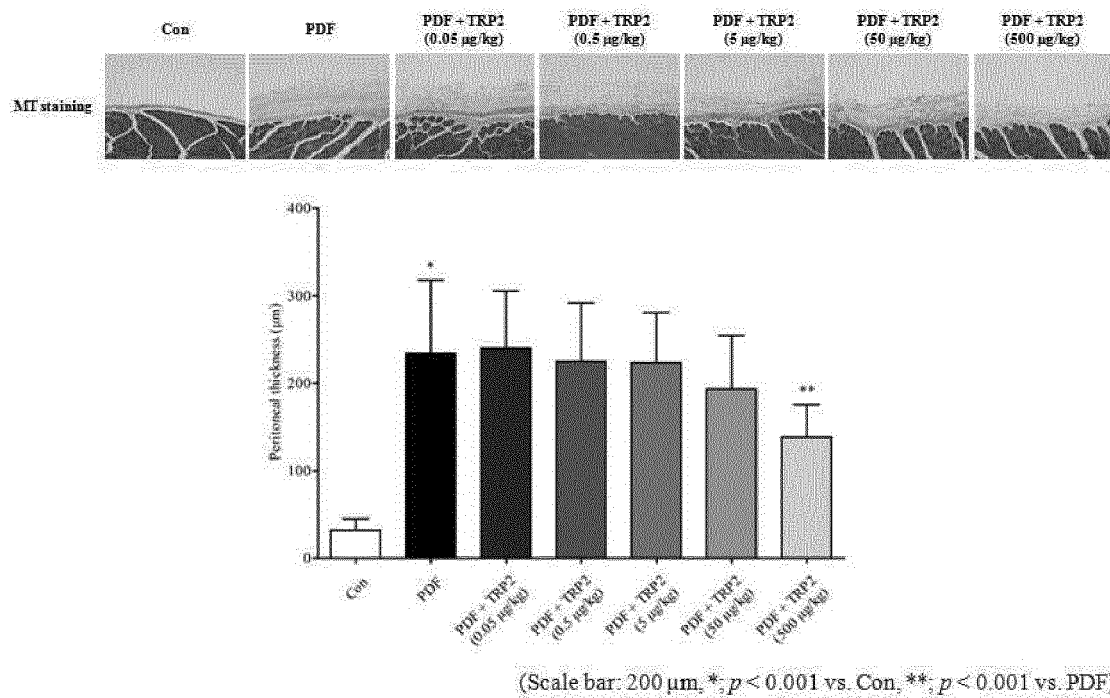 Con
PDF
PDF + TRP2
(0.05 µg/kg)
PDF + TRP2
(0.5 µg/kg)
PDF + TRP2
(5 µg/kg)
PDF + TRP2
(50 µg/kg)
PDF + TRP2
(500 µg/kg)
MT staining
Peritoneal thickness (µm)
400
300
200
100
0
*
**
Con
PDF
PDF + TRP2
(0.05 µg/kg)
PDF + TRP2
(0.5 µg/kg)
PDF + TRP2
(5 µg/kg)
PDF + TRP2
(50 µg/kg)
PDF + TRP2
(500 µg/kg)
(Scale bar: 200 µm, *; p < 0.001 vs. Con, **; p < 0.001 vs. PDF